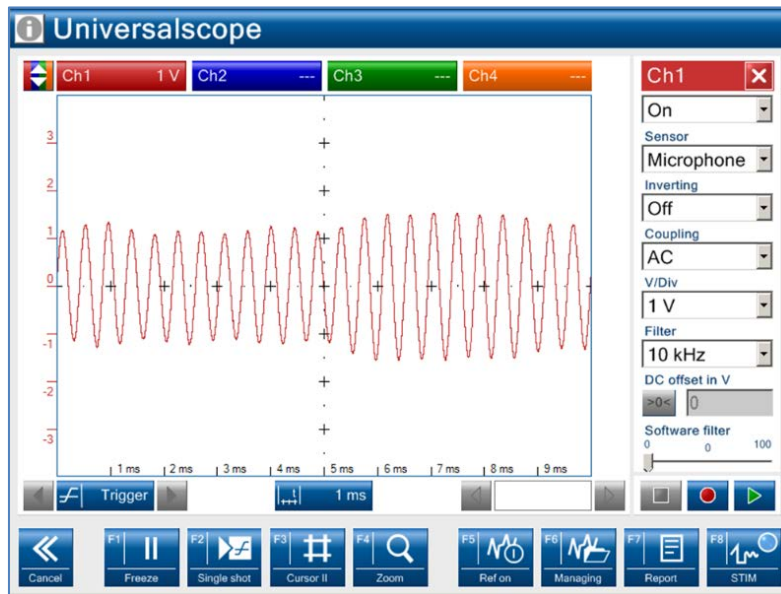 Universalscope
Ch1 1 V Ch2 --- Ch3 --- Ch4 ---
3
2
1
0
-1
-2
-3
1 ms 2 ms 3 ms 4 ms 5 ms 6 ms 7 ms 8 ms 9 ms
Trigger 1 ms
Ch1
On
Sensor
Microphone
Inverting
Off
Coupling
AC
V/Div
1 V
Filter
10 kHz
DC offset in V
>0< 0
Software filter
0 0 100
Cancel
F1 Freeze
F2 Single shot
F3 Cursor II
F4 Zoom
F5 Ref on
F6 Managing
F7 Report
F8 STIM